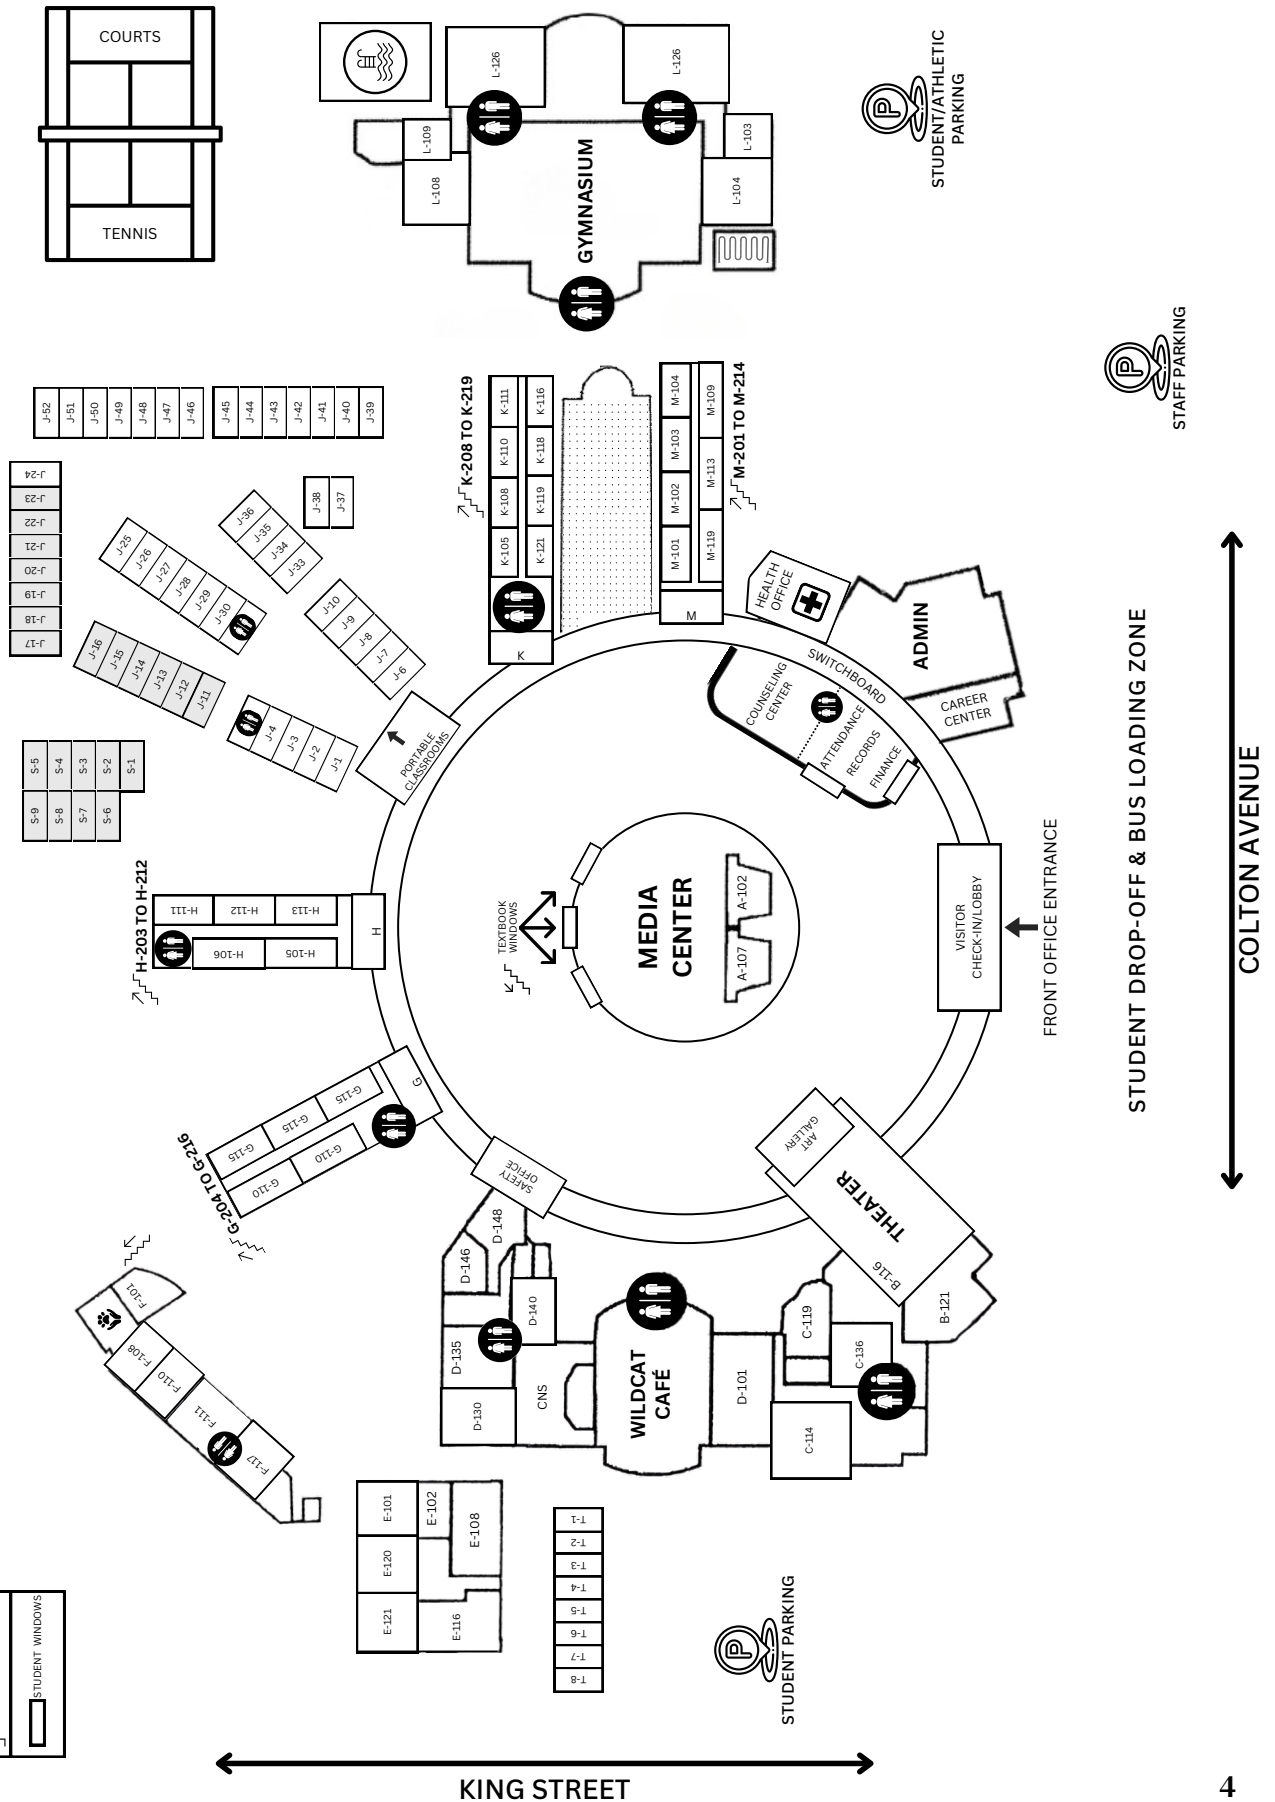 COURTS
TENNIS
L-126
L-126
L-109
L-108
L-103
L-104
GYMNASIUM
STUDENT/ATHLETIC
PARKING
STAFF PARKING
J-52
J-51
J-50
J-49
J-48
J-47
J-46
J-45
J-44
J-43
J-42
J-41
J-40
J-39
J-24
J-23
J-22
J-21
J-20
J-19
J-18
J-17
J-38
J-37
J-36
J-35
J-34
J-33
J-25
J-26
J-27
J-28
J-29
J-30
J-10
J-9
J-8
J-7
J-6
J-16
J-15
J-14
J-13
J-12
J-11
J-4
J-3
J-2
J-1
PORTABLE
CLASSROOMS
S-5
S-4
S-3
S-2
S-1
S-9
S-8
S-7
S-6
K-208 TO K-219
K-111
K-110
K-108
K-105
K-116
K-118
K-119
K-121
K
M-104
M-103
M-102
M-101
M-109
M-113
M-119
M
M-201 TO M-214
HEALTH
OFFICE
ADMIN
SWITCHBOARD
COUNSELING
CENTER
ATTENDANCE
RECORDS
FINANCE
CAREER
CENTER
H-203 TO H-212
H-111
H-112
H-113
H-106
H-105
H
TEXTBOOK
WINDOWS
MEDIA
CENTER
A-102
A-107
VISITOR
CHECK-IN/LOBBY
FRONT OFFICE ENTRANCE
STUDENT DROP-OFF & BUS LOADING ZONE
COLTON AVENUE
G-204 TO G-216
G-115
G-115
G-115
G-110
G-110
G
SAFETY
OFFICE
ART
GALLERY
THEATER
B-116
B-121
D-148
D-146
D-140
D-135
D-130
CNS
WILDCAT
CAFÉ
D-101
C-119
C-136
C-114
F-101
F-108
F-110
F-111
F-117
E-101
E-102
E-108
E-120
E-121
E-116
T-1
T-2
T-3
T-4
T-5
T-6
T-7
T-8
P
P
P
STUDENT PARKING
STUDENT WINDOWS
KING STREET
4